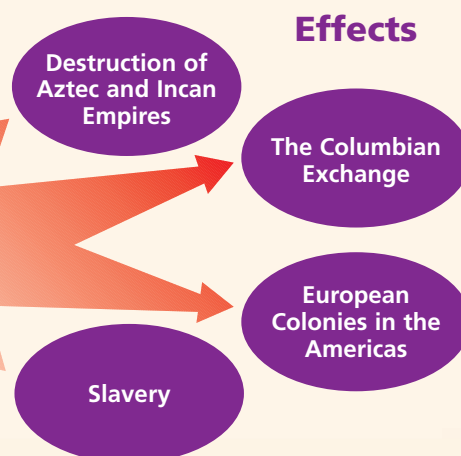 Effects
Destruction of
Aztec and Incan
Empires
The Columbian
Exchange
European
Colonies in the
Americas
Slavery